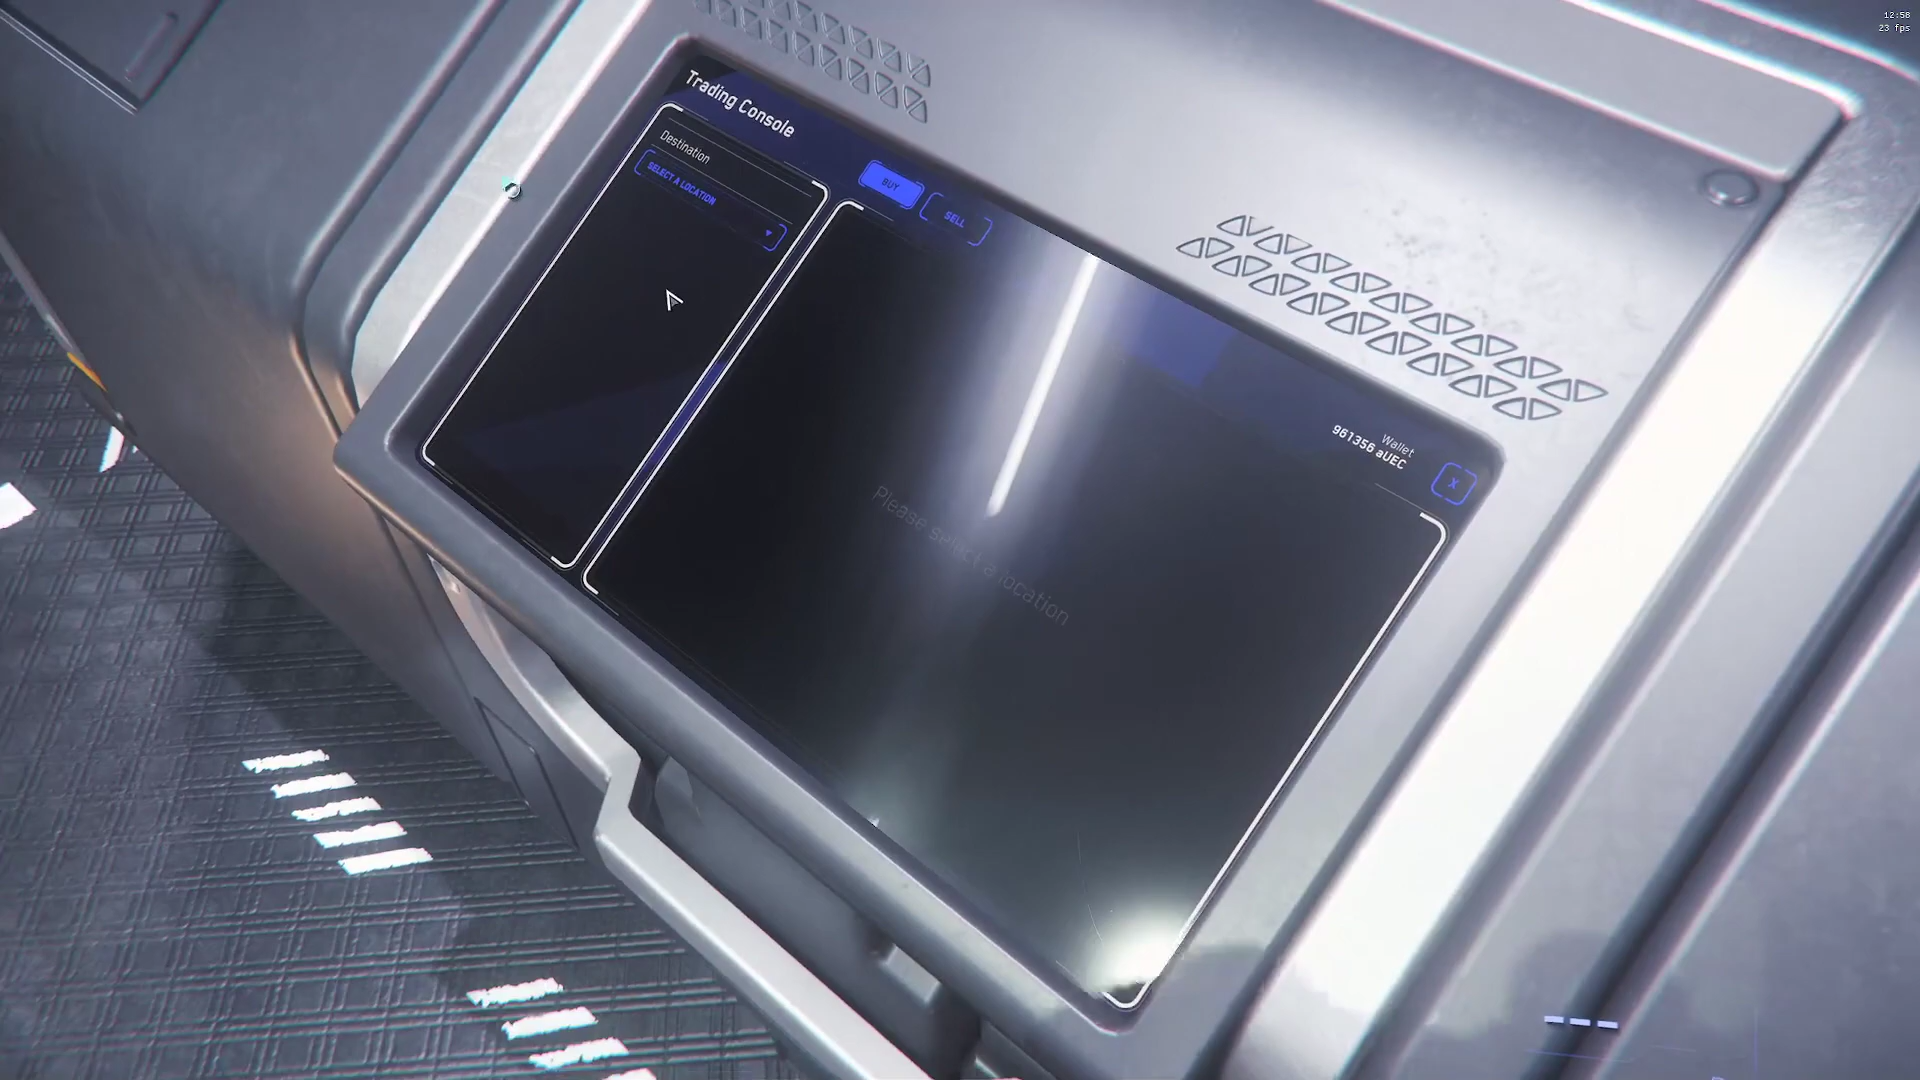 12:58
23 fps
Trading Console
Destination
SELECT A LOCATION
BUY
SELL
Wallet
961356 aUEC
X
Please select a location